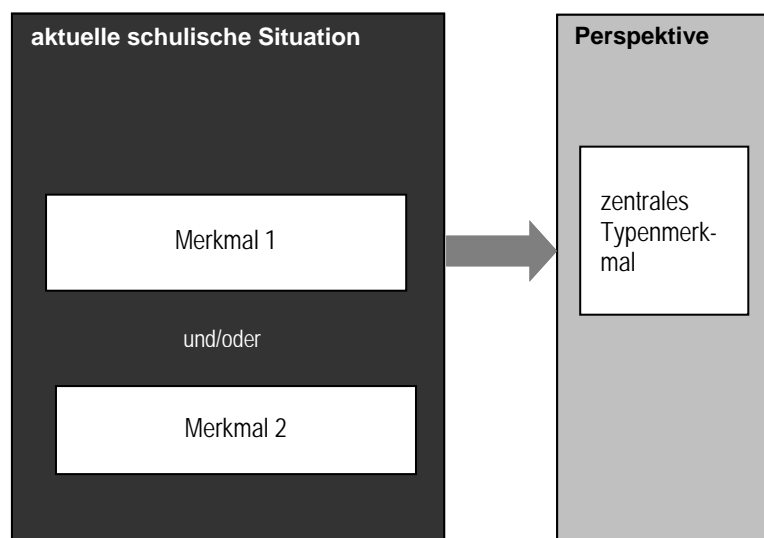 aktuelle schulische Situation
Merkmal 1
und/oder
Merkmal 2
Perspektive
zentrales
Typenmerk-
mal